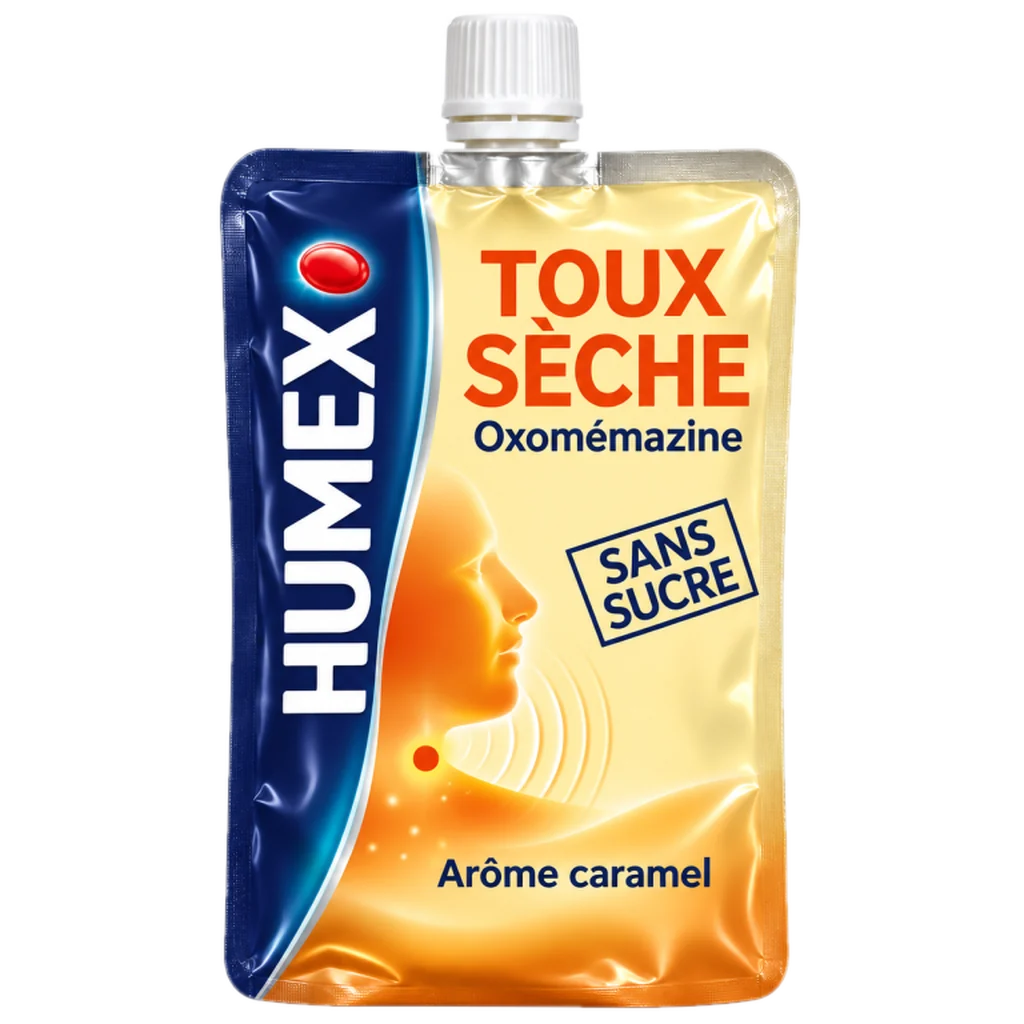 HUMEX
TOUX
SÈCHE
Oxomémazine
SANS
SUCRE
Arôme caramel